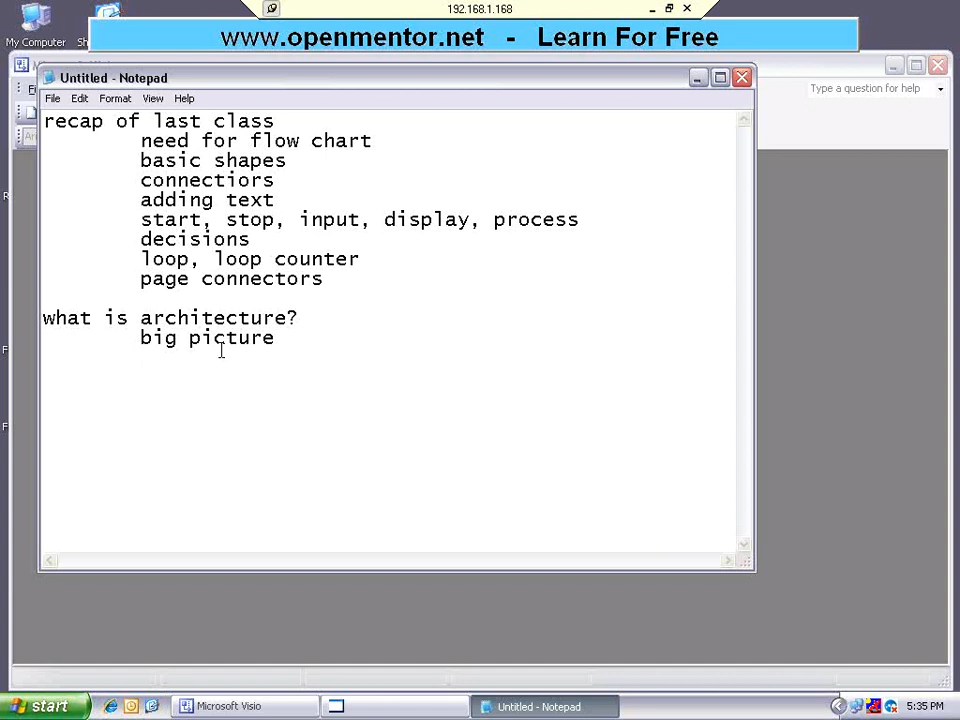 192.168.1.168
My Computer
www.openmentor.net - Learn For Free
Untitled - Notepad
Type a question for help
File Edit Format View Help
recap of last class
need for flow chart
basic shapes
connectiors
adding text
start, stop, input, display, process
decisions
loop, loop counter
page connectors
what is architecture?
big picture
start
Microsoft Visio
Untitled - Notepad
5:35 PM